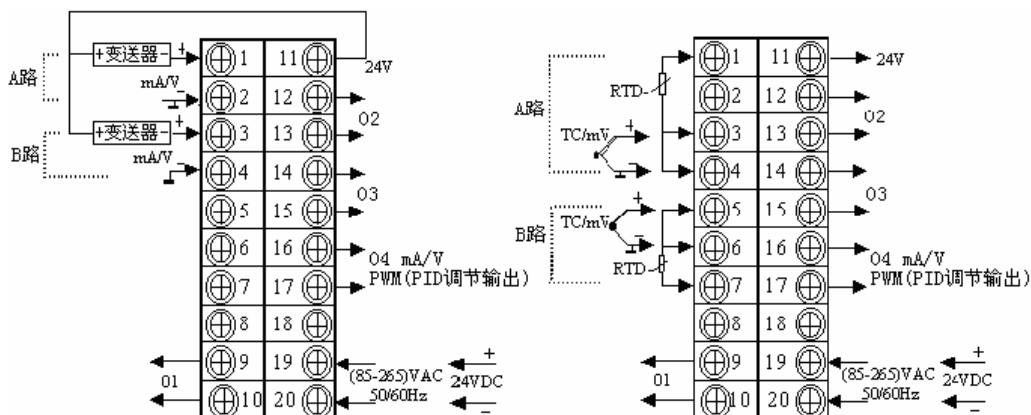 +变送器- + 1 11 24V
A路
mA/V - 2 12
O2
+变送器- + 3 13
B路
mA/V - 4 14
O3
5 15
6 16
O4 mA/V
7 17 PWM(PID调节输出)
8 18
9 19 +
O1 (85-265)VAC 24VDC
50/60Hz
10 20 -
1 11 24V
RTD
2 12
A路
O2
TC/mV + 3 13
- 4 14
O3
+ 5 15
TC/mV
B路
- 6 16
O4 mA/V
RTD
7 17 PWM(PID调节输出)
8 18
9 19 +
O1 (85-265)VAC 24VDC
50/60Hz
10 20 -